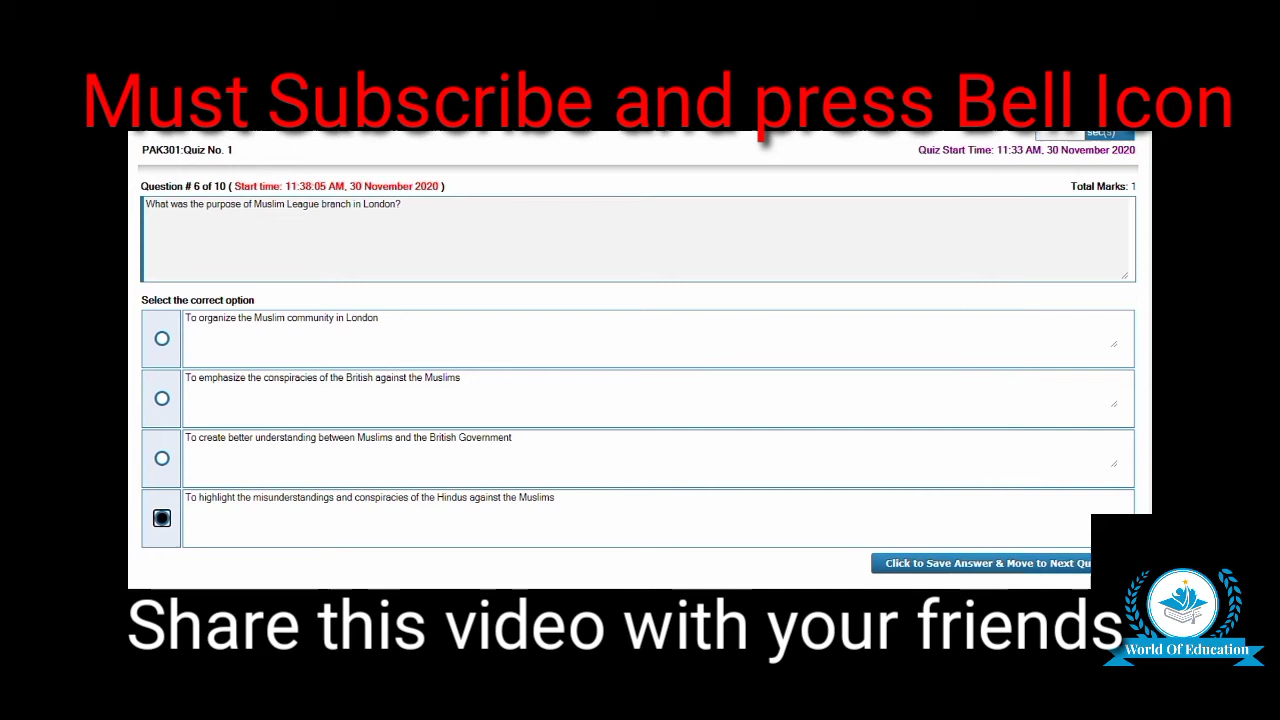 Must Subscribe and press Bell Icon
sec(s)
PAK301:Quiz No. 1
Quiz Start Time: 11:33 AM, 30 November 2020
Question # 6 of 10 ( Start time: 11:38:05 AM, 30 November 2020 )
Total Marks: 1
What was the purpose of Muslim League branch in London?
Select the correct option
To organize the Muslim community in London
To emphasize the conspiracies of the British against the Muslims
To create better understanding between Muslims and the British Government
To highlight the misunderstandings and conspiracies of the Hindus against the Muslims
Click to Save Answer & Move to Next Qu
Share this video with your friends
World Of Education